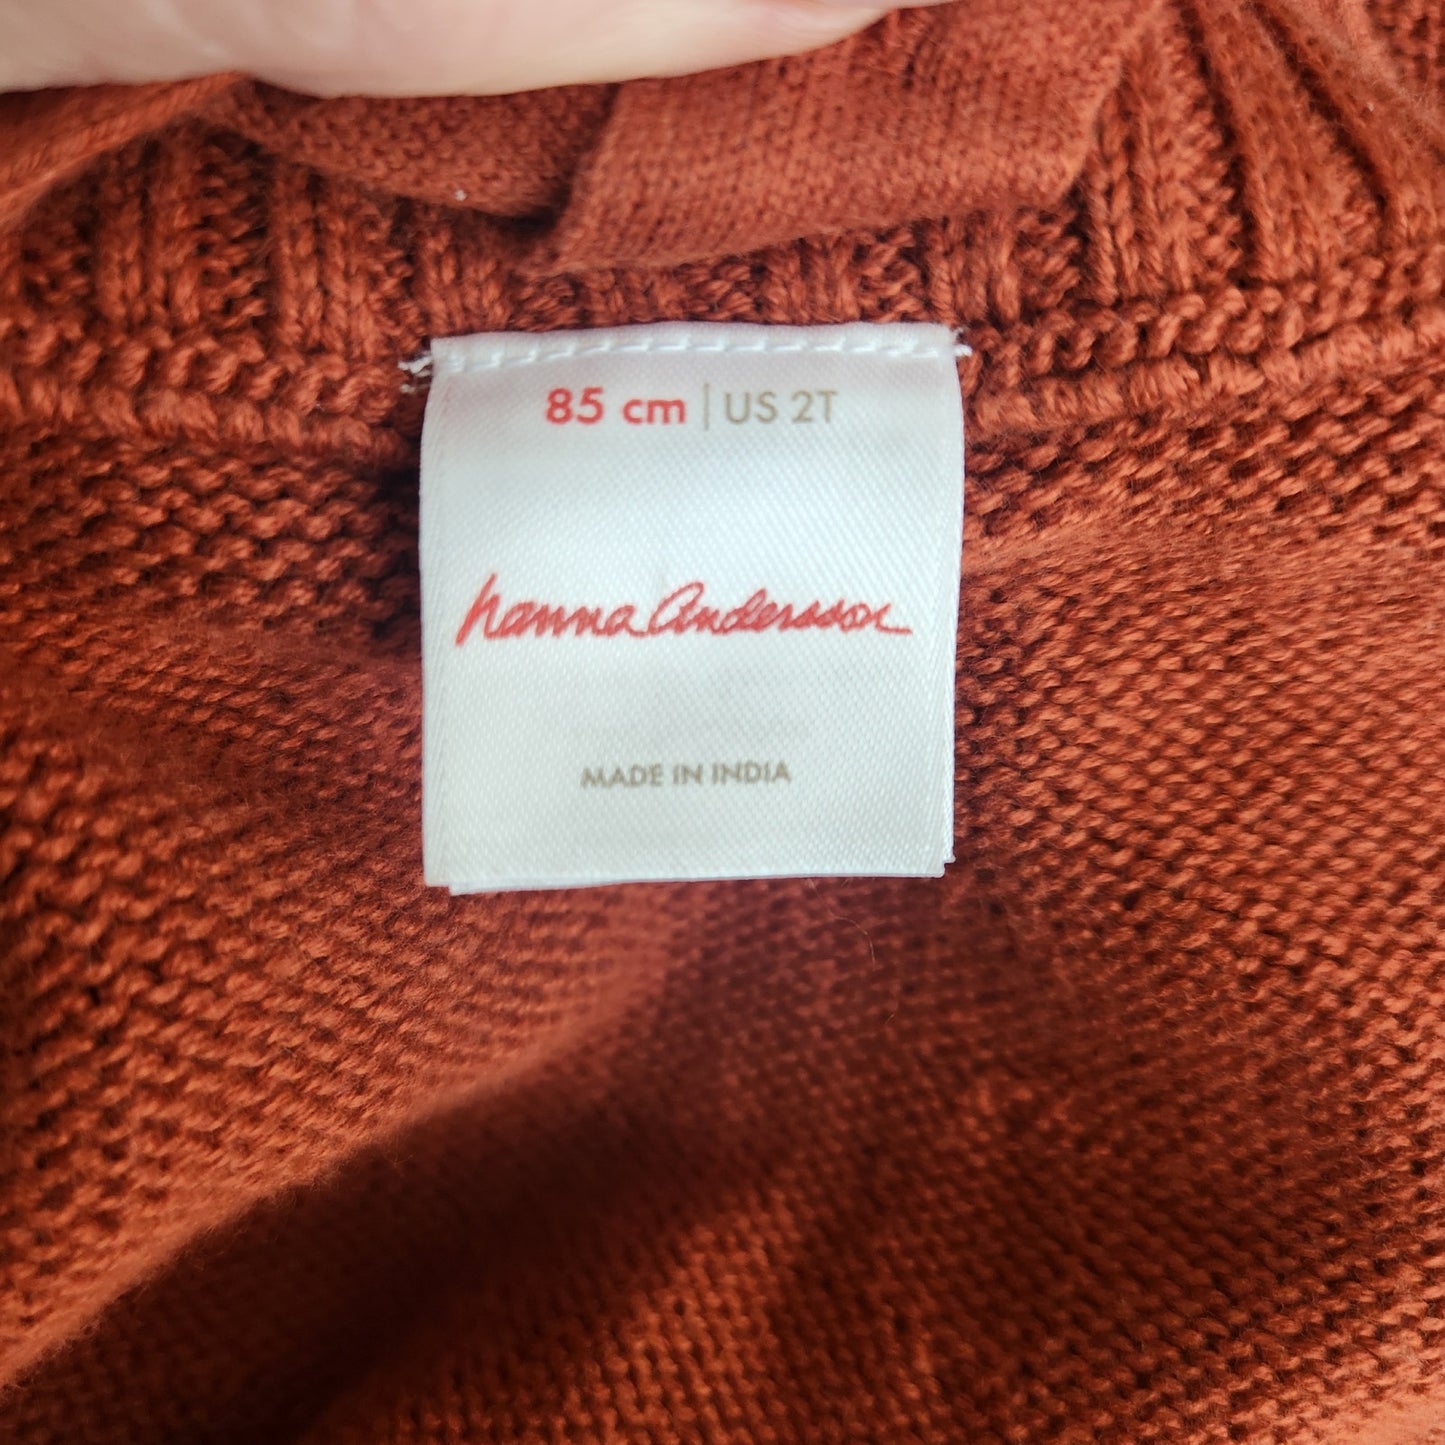 85 cm | US 2T
hanna Andersson
MADE IN INDIA